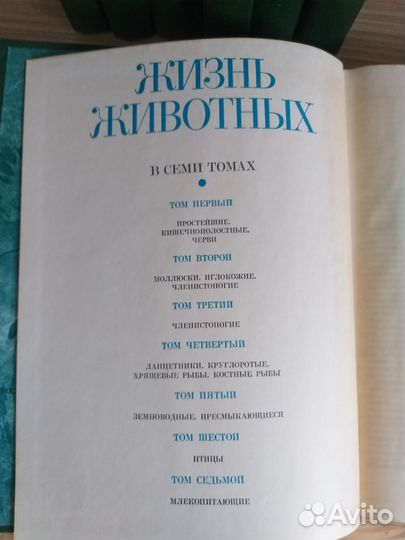 ЖИЗНЬ
ЖИВОТНЫХ
В СЕМИ ТОМАХ
ТОМ ПЕРВЫЙ
ПРОСТЕЙШИЕ.
КИШЕЧНОПОЛОСТНЫЕ.
ЧЕРВИ
ТОМ ВТОРОЙ
МОЛЛЮСКИ. ИГЛОКОЖИЕ.
ЧЛЕНИСТОНОГИЕ
ТОМ ТРЕТИЙ
ЧЛЕНИСТОНОГИЕ
ТОМ ЧЕТВЕРТЫЙ
ЛАНЦЕТНИКИ. КРУГЛОРОТЫЕ.
ХРЯЩЕВЫЕ РЫБЫ. КОСТНЫЕ РЫБЫ
ТОМ ПЯТЫЙ
ЗЕМНОВОДНЫЕ. ПРЕСМЫКАЮЩИЕСЯ
ТОМ ШЕСТОЙ
ПТИЦЫ
ТОМ СЕДЬМОЙ
МЛЕКОПИТАЮЩИЕ
Avito